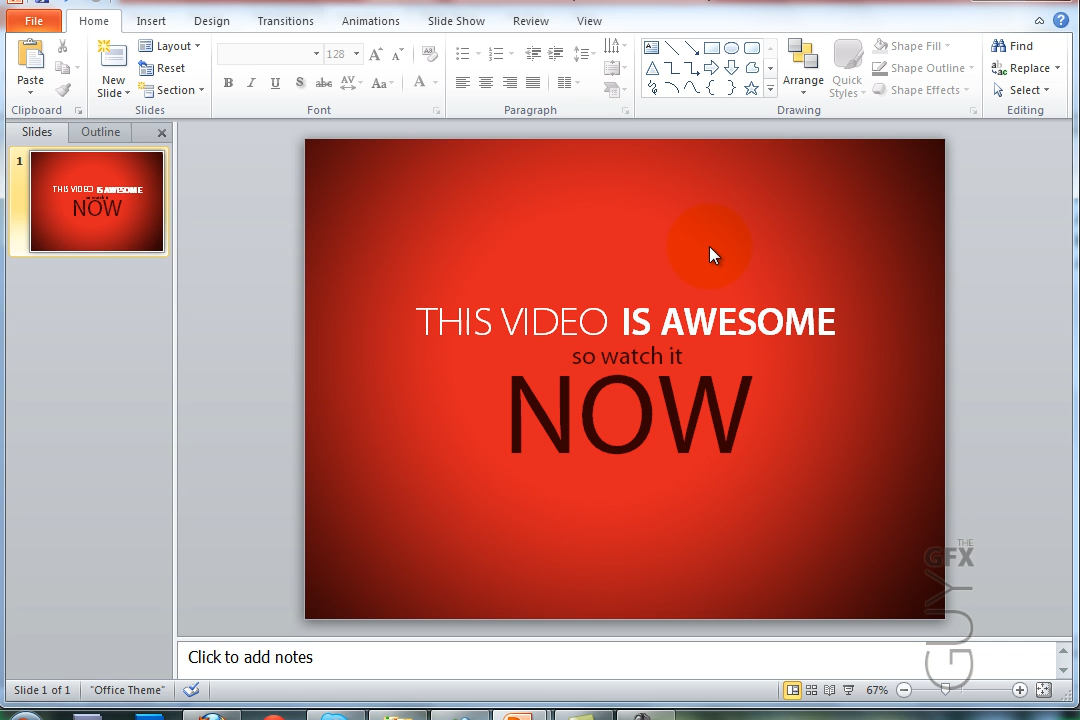 File Home Insert Design Transitions Animations Slide Show Review View
Paste
Clipboard
New
Slide
Layout
Reset
Section
Slides
128
Aa
Font
Paragraph
Arrange
Quick
Styles
Shape Fill
Shape Outline
Shape Effects
Drawing
Find
Replace
Select
Editing
Slides Outline
1
THIS VIDEO IS AWESOME
so watch it
NOW
THIS VIDEO IS AWESOME
so watch it
NOW
THE
GFX
GUY
Click to add notes
Slide 1 of 1 "Office Theme" 67%